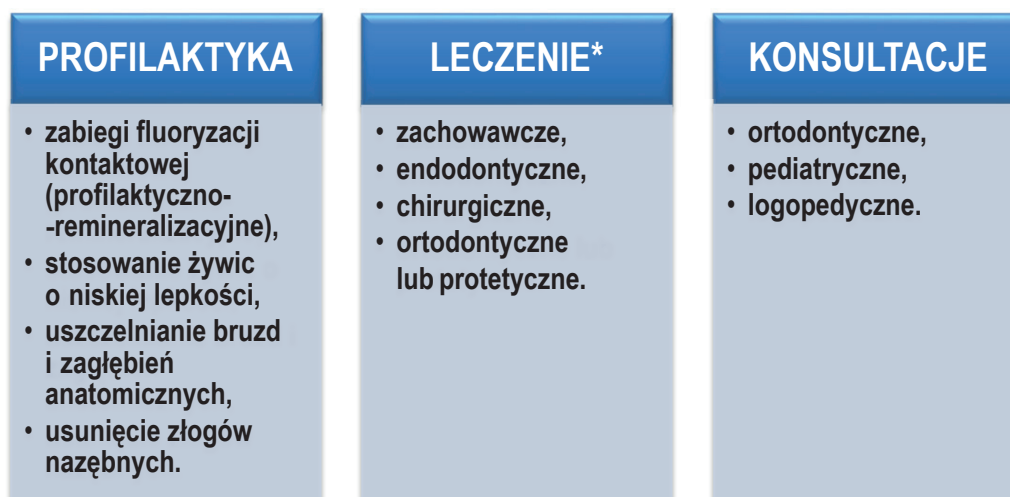 PROFILAKTYKA
• zabiegi fluoryzacji
kontaktowej
(profilaktyczno-
-remineralizacyjne),
• stosowanie żywic
o niskiej lepkości,
• uszczelnianie bruzd
i zagłębień
anatomicznych,
• usunięcie złogów
nazębnych.
LECZENIE*
• zachowawcze,
• endodontyczne,
• chirurgiczne,
• ortodontyczne
lub protetyczne.
KONSULTACJE
• ortodontyczne,
• pediatryczne,
• logopedyczne.